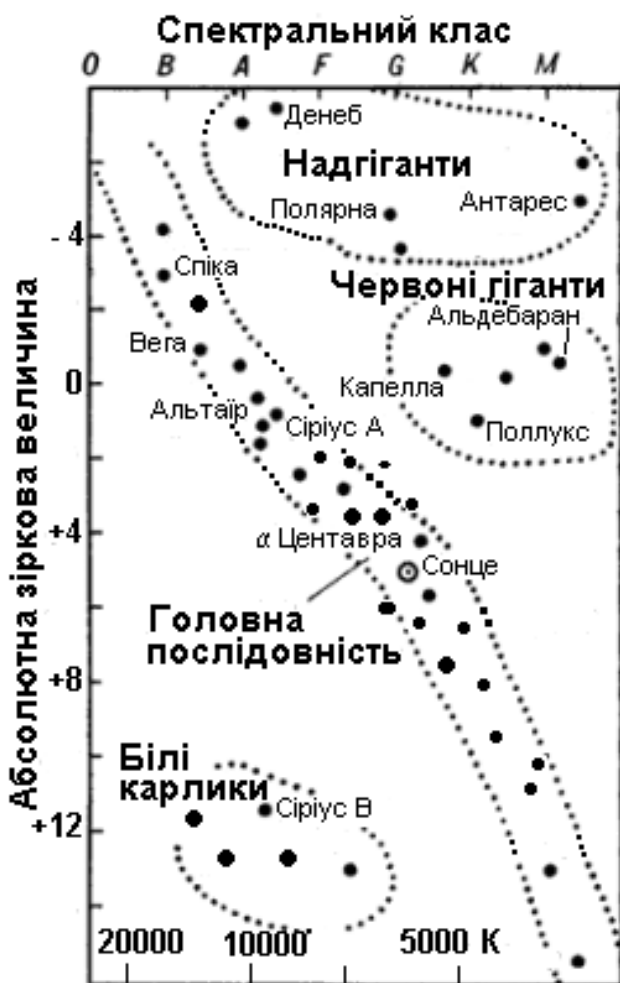 Спектральний клас
O B A F G K M
Денеб
Надгіганти
Полярна
Антарес
- 4
Спіка
Червоні гіганти
Альдебаран
Вега
0
Капелла
Альтаїр
Сіріус А
Поллукс
+4
α Центавра
Сонце
Головна
послідовність
+8
Білі
карлики
Сіріус В
+12
20000 10000 5000 К
Абсолютна зіркова величина